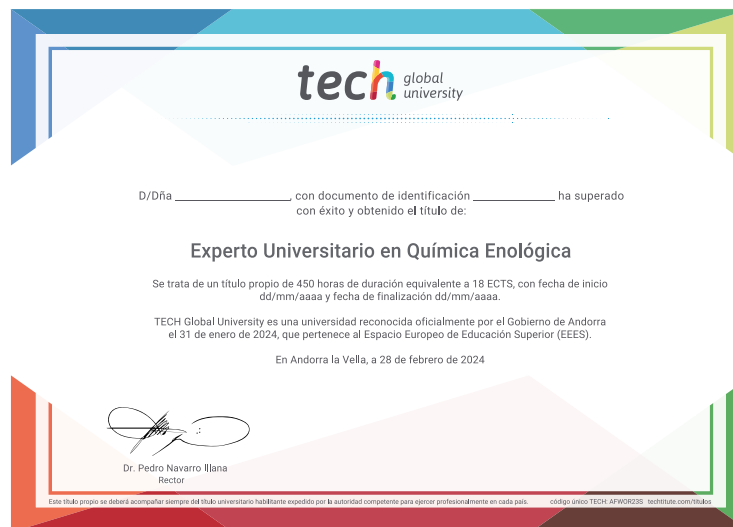 tech global university
D/Dña ______________, con documento de identificación ______________ ha superado
con éxito y obtenido el título de:
Experto Universitario en Química Enológica
Se trata de un título propio de 450 horas de duración equivalente a 18 ECTS, con fecha de inicio
dd/mm/aaaa y fecha de finalización dd/mm/aaaa.
TECH Global University es una universidad reconocida oficialmente por el Gobierno de Andorra
el 31 de enero de 2024, que pertenece al Espacio Europeo de Educación Superior (EEES).
En Andorra la Vella, a 28 de febrero de 2024
Dr. Pedro Navarro Illana
Rector
Este título propio se deberá acompañar siempre del título universitario habilitante expedido por la autoridad competente para ejercer profesionalmente en cada país. código único TECH: AFWOR23S techtitute.com/titulos